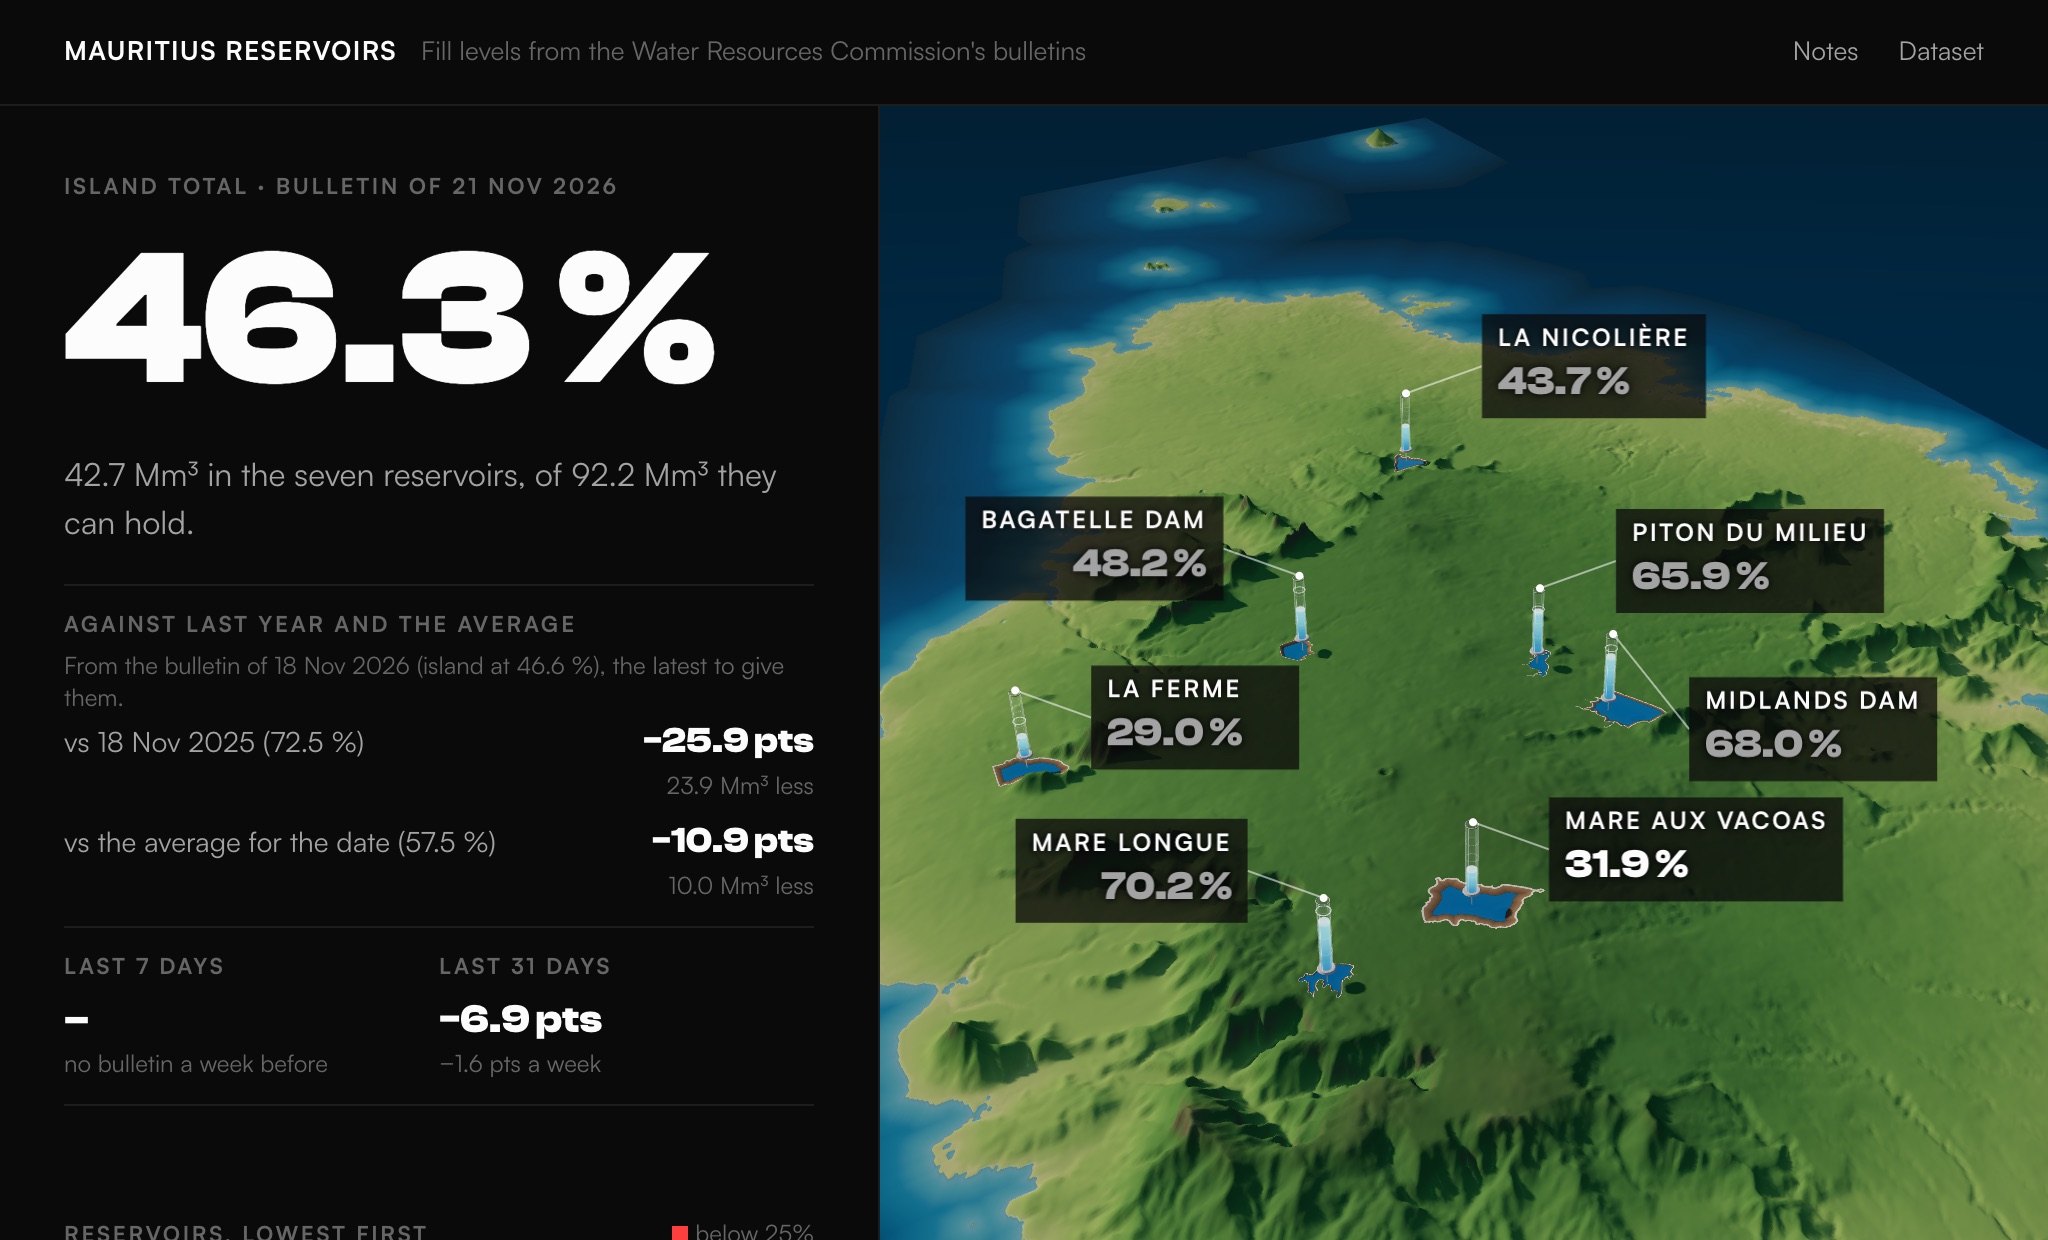 MAURITIUS RESERVOIRS Fill levels from the Water Resources Commission's bulletins Notes Dataset
ISLAND TOTAL · BULLETIN OF 21 NOV 2026
46.3 %
42.7 Mm³ in the seven reservoirs, of 92.2 Mm³ they
can hold.
AGAINST LAST YEAR AND THE AVERAGE
From the bulletin of 18 Nov 2026 (island at 46.6 %), the latest to give
them.
vs 18 Nov 2025 (72.5 %) −25.9 pts
23.9 Mm³ less
vs the average for the date (57.5 %) −10.9 pts
10.0 Mm³ less
LAST 7 DAYS LAST 31 DAYS
– −6.9 pts
no bulletin a week before −1.6 pts a week
RESERVOIRS, LOWEST FIRST below 25%
LA NICOLIÈRE
43.7 %
BAGATELLE DAM
48.2 %
PITON DU MILIEU
65.9 %
LA FERME
29.0 %
MIDLANDS DAM
68.0 %
MARE LONGUE
70.2 %
MARE AUX VACOAS
31.9 %